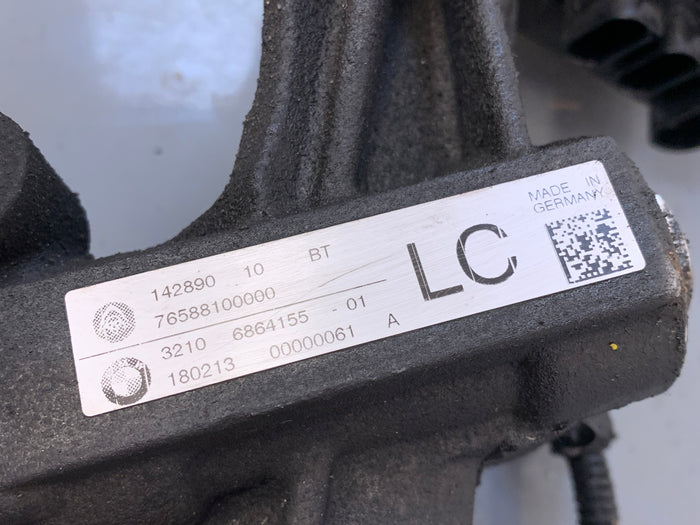 142890 10 BT
76588100000
3210 6864155 - 01
180213 00000061 A
LC
MADE IN
GERMANY